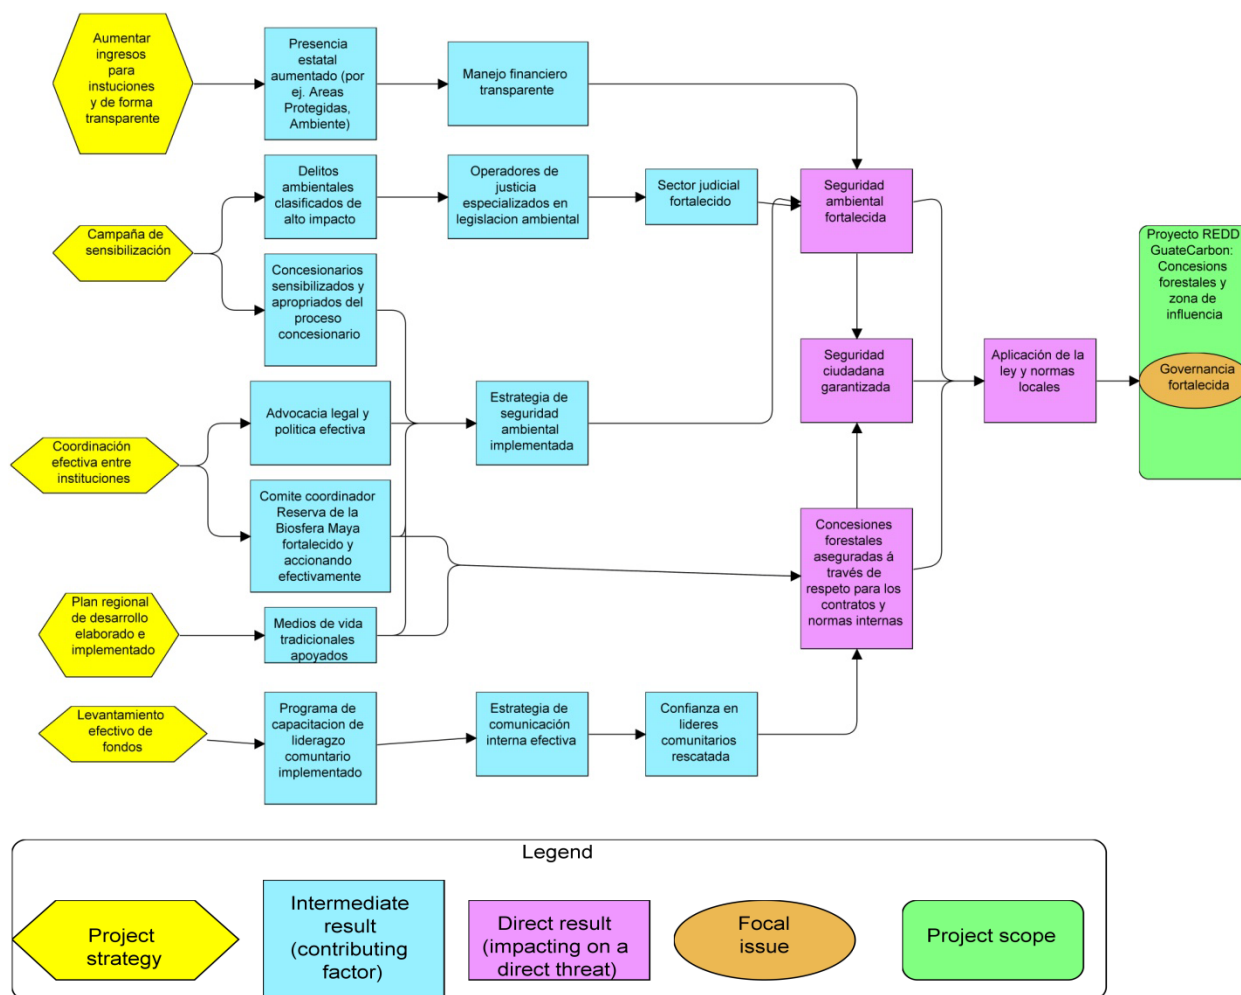 Aumentar
ingresos
para
instuciones
y de forma
transparente
Presencia
estatal
aumentado (por
ej. Areas
Protegidas,
Ambiente)
Manejo financiero
transparente
Delitos
ambientales
clasificados de
alto impacto
Operadores de
justicia
especializados en
legislacion ambiental
Sector judicial
fortalecido
Seguridad
ambiental
fortalecida
Campaña de
sensibilización
Concesionarios
sensibilizados y
apropriados del
proceso
concesionario
Proyecto REDD
GuateCarbon:
Concesions
forestales y
zona de
influencia
Seguridad
ciudadana
garantizada
Aplicación de la
ley y normas
locales
Governancia
fortalecida
Advocacia legal y
politica efectiva
Estrategia de
seguridad
ambiental
implementada
Coordinación
efectiva entre
instituciones
Comite coordinador
Reserva de la
Biosfera Maya
fortalecido y
accionando
efectivamente
Concesiones
forestales
aseguradas á
través de
respeto para los
contratos y
normas internas
Plan regional
de desarrollo
elaborado e
implementado
Medios de vida
tradicionales
apoyados
Levantamiento
efectivo de
fondos
Programa de
capacitacion de
lideragzo
comuntario
implementado
Estrategia de
comunicación
interna efectiva
Confianza en
lideres
comunitarios
rescatada
Legend
Project
strategy
Intermediate
result
(contributing
factor)
Direct result
(impacting on a
direct threat)
Focal
issue
Project scope